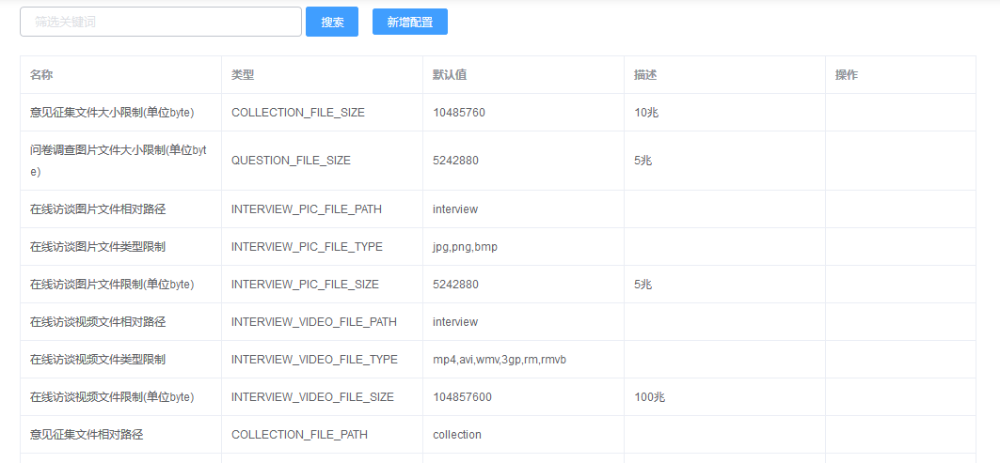 筛选关键词 搜索 新增配置
名称 类型 默认值 描述 操作
意见征集文件大小限制(单位byte) COLLECTION_FILE_SIZE 10485760 10兆
问卷调查图片文件大小限制(单位byt
e) QUESTION_FILE_SIZE 5242880 5兆
在线访谈图片文件相对路径 INTERVIEW_PIC_FILE_PATH interview
在线访谈图片文件类型限制 INTERVIEW_PIC_FILE_TYPE jpg,png,bmp
在线访谈图片文件限制(单位byte) INTERVIEW_PIC_FILE_SIZE 5242880 5兆
在线访谈视频文件相对路径 INTERVIEW_VIDEO_FILE_PATH interview
在线访谈视频文件类型限制 INTERVIEW_VIDEO_FILE_TYPE mp4,avi,wmv,3gp,rm,rmvb
在线访谈视频文件限制(单位byte) INTERVIEW_VIDEO_FILE_SIZE 104857600 100兆
意见征集文件相对路径 COLLECTION_FILE_PATH collection